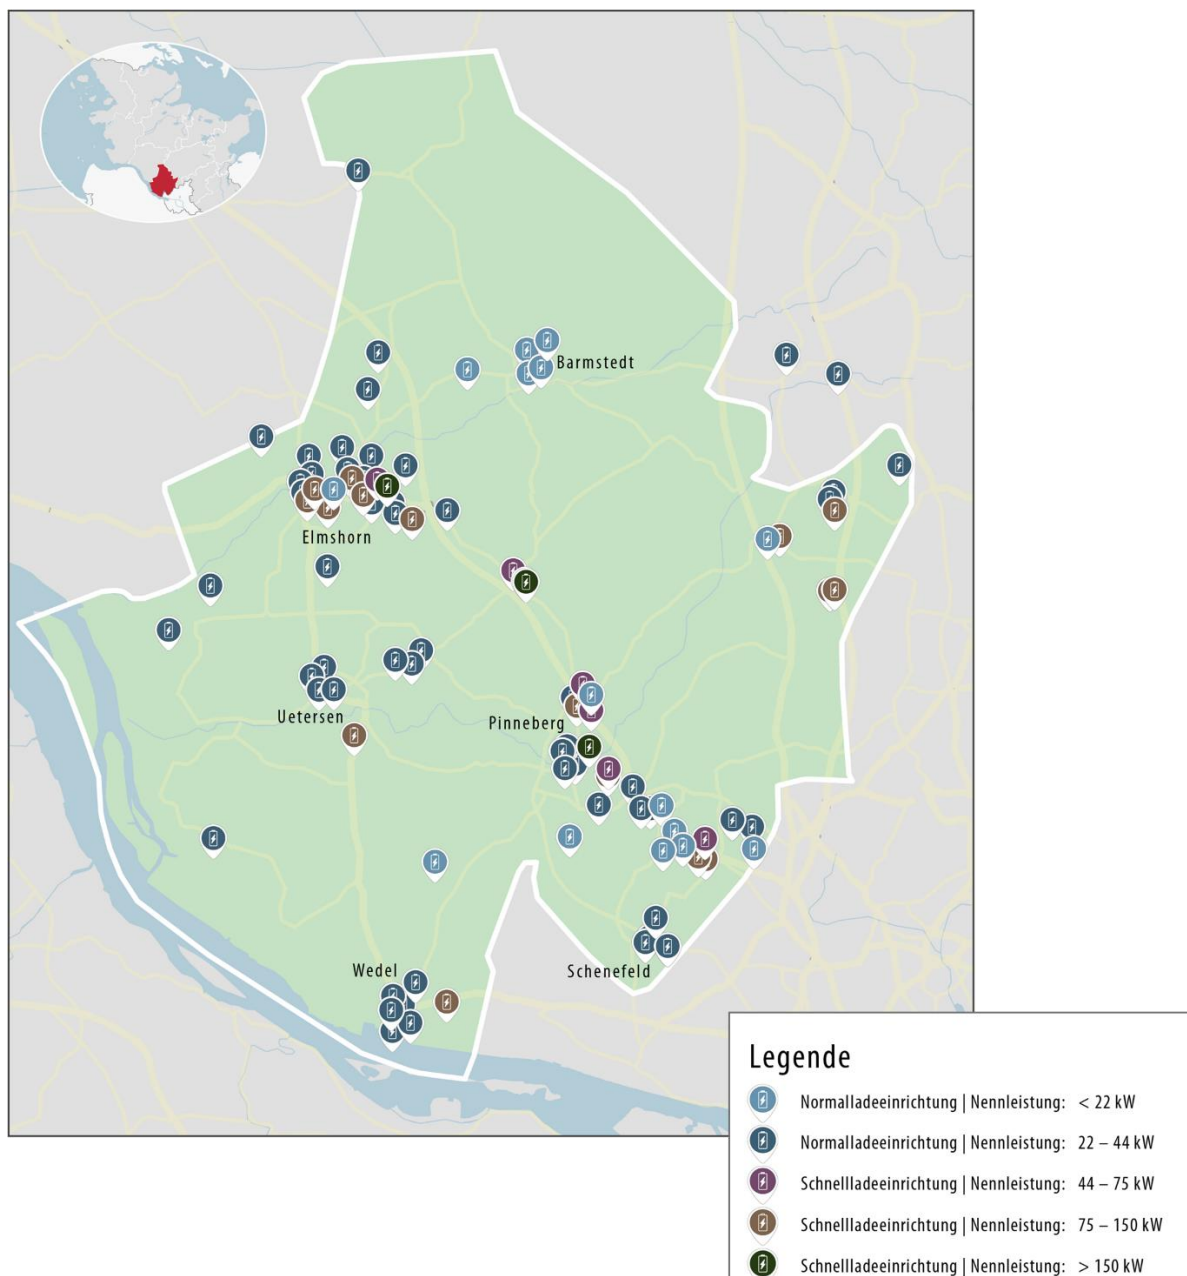 Barmstedt
Elmshorn
Uetersen
Pinneberg
Wedel
Schenefeld
Legende
Normalladeeinrichtung | Nennleistung: < 22 kW
Normalladeeinrichtung | Nennleistung: 22 – 44 kW
Schnellladeeinrichtung | Nennleistung: 44 – 75 kW
Schnellladeeinrichtung | Nennleistung: 75 – 150 kW
Schnellladeeinrichtung | Nennleistung: > 150 kW